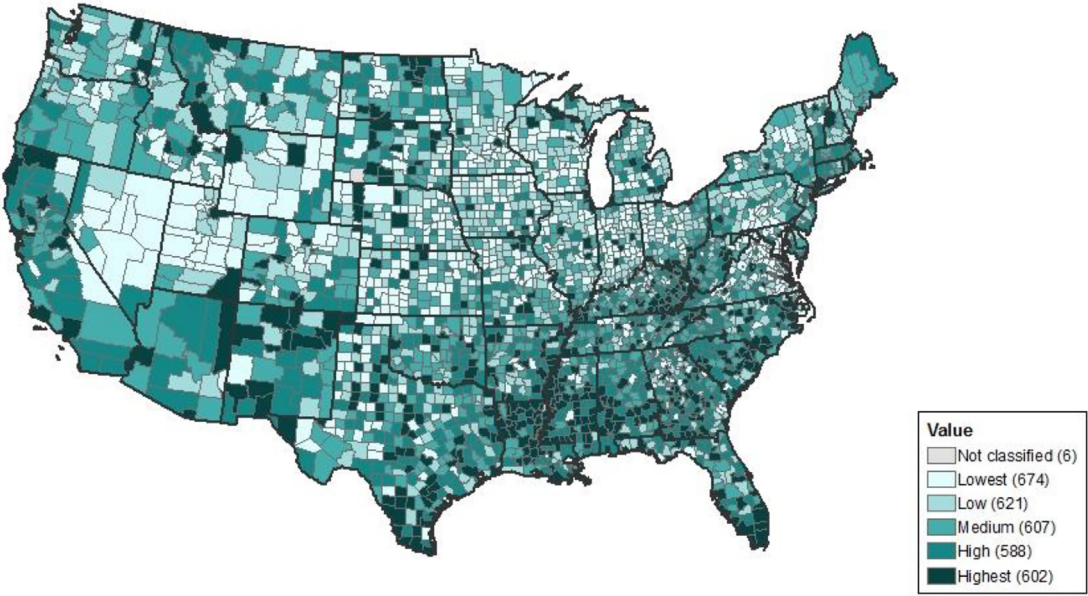 Value
Not classified (6)
Lowest (674)
Low (621)
Medium (607)
High (588)
Highest (602)